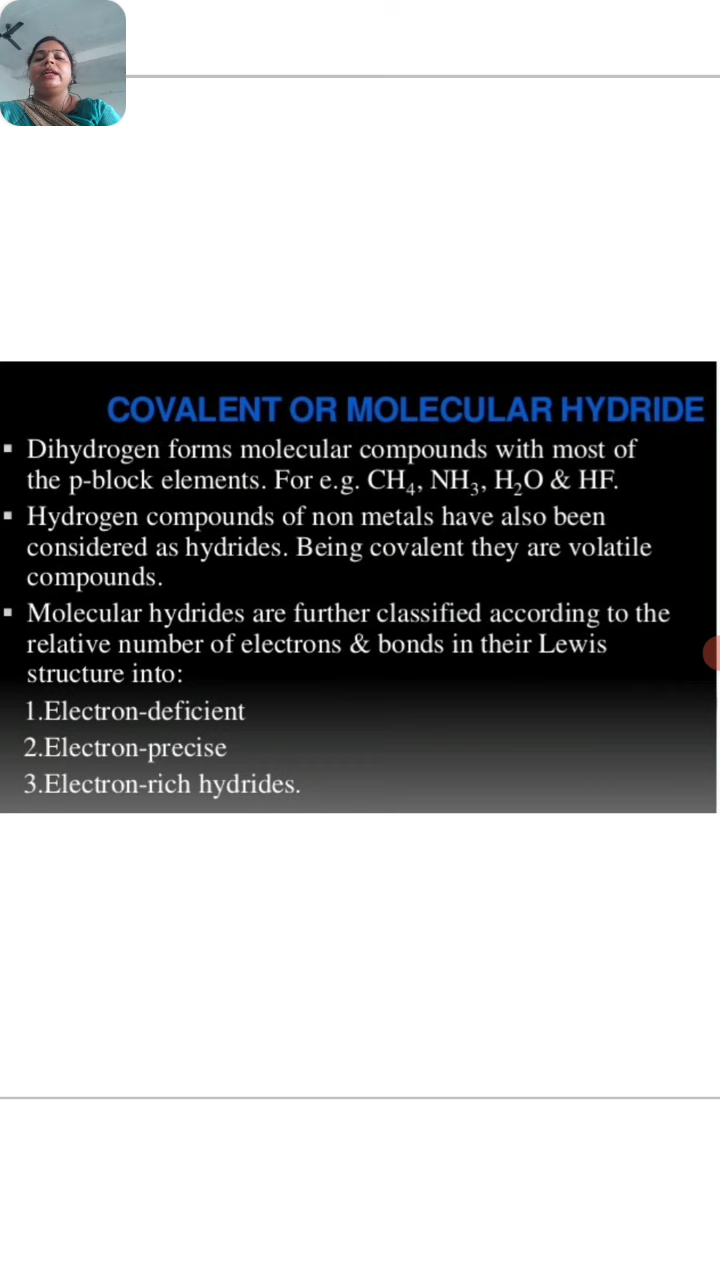 COVALENT OR MOLECULAR HYDRIDE
▪ Dihydrogen forms molecular compounds with most of
the p-block elements. For e.g. CH₄, NH₃, H₂O & HF.
▪ Hydrogen compounds of non metals have also been
considered as hydrides. Being covalent they are volatile
compounds.
▪ Molecular hydrides are further classified according to the
relative number of electrons & bonds in their Lewis
structure into:
1.Electron-deficient
2.Electron-precise
3.Electron-rich hydrides.